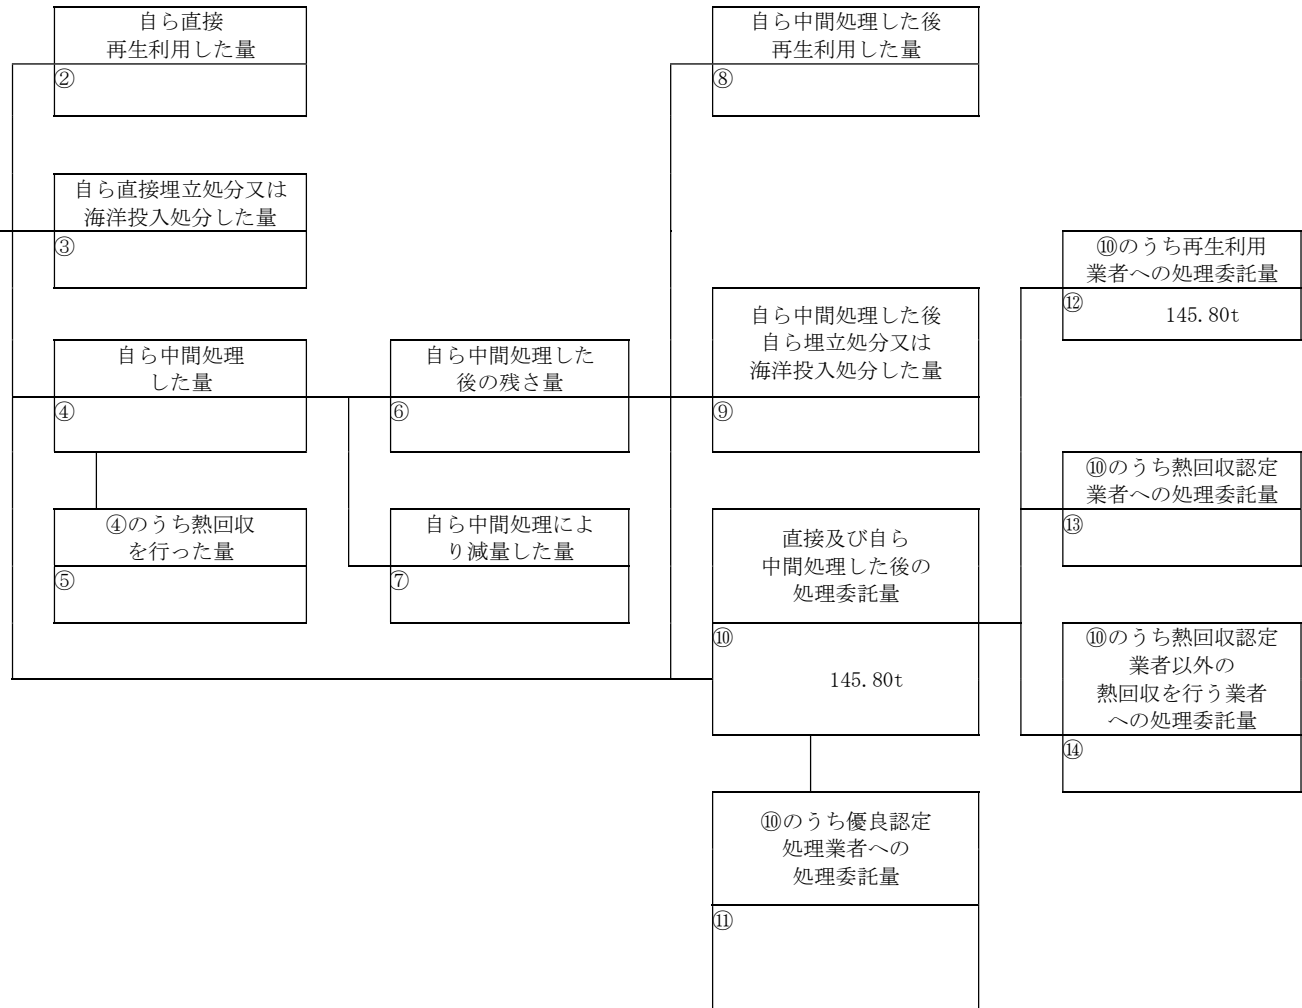 自ら直接
再生利用した量
②
自ら中間処理した後
再生利用した量
⑧
自ら直接埋立処分又は
海洋投入処分した量
③
⑩のうち再生利用
業者への処理委託量
⑫
145.80t
自ら中間処理
した量
④
自ら中間処理した
後の残さ量
⑥
自ら中間処理した後
自ら埋立処分又は
海洋投入処分した量
⑨
⑩のうち熱回収認定
業者への処理委託量
⑬
④のうち熱回収
を行った量
⑤
自ら中間処理によ
り減量した量
⑦
直接及び自ら
中間処理した後の
処理委託量
⑩
145.80t
⑩のうち熱回収認定
業者以外の
熱回収を行う業者
への処理委託量
⑭
⑩のうち優良認定
処理業者への
処理委託量
⑪